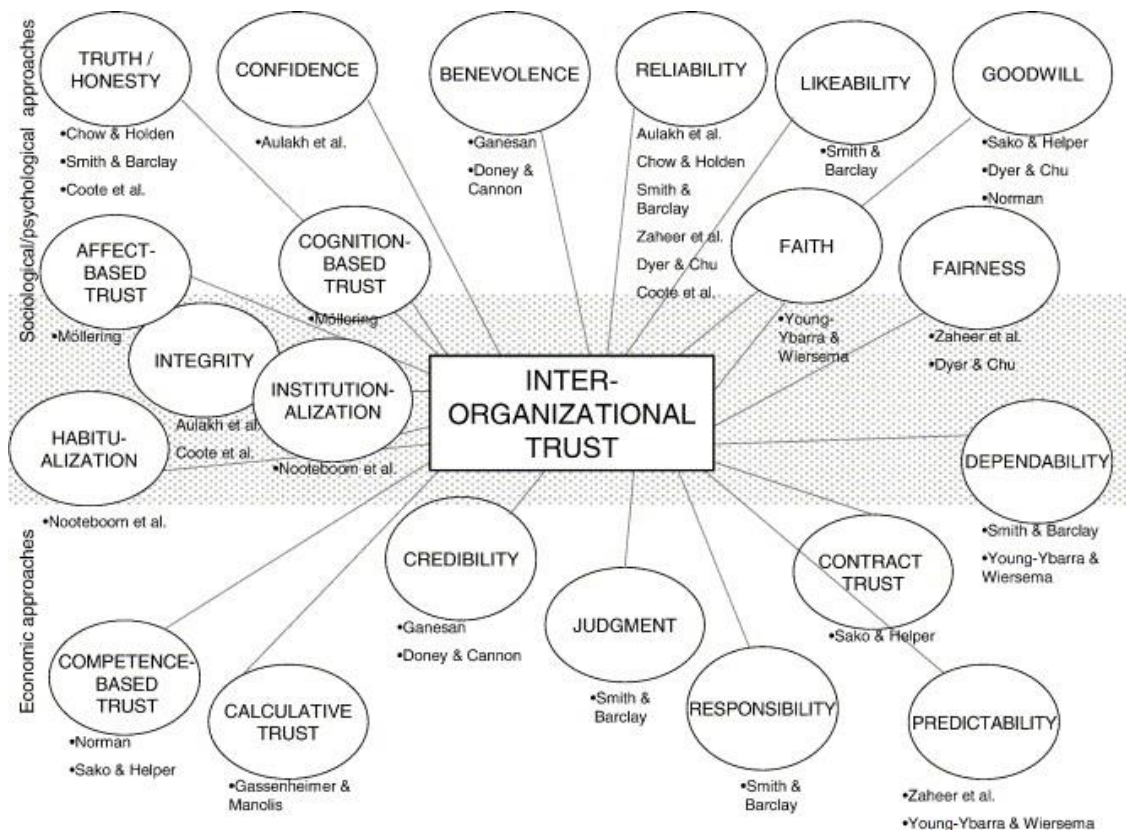 Sociological/psychological approaches
TRUTH /
HONESTY
•Chow & Holden
•Smith & Barclay
•Coote et al.
CONFIDENCE
•Aulakh et al.
BENEVOLENCE
•Ganesan
•Doney &
Cannon
RELIABILITY
Aulakh et al.
Chow & Holden
Smith &
Barclay
Zaheer et al.
Dyer & Chu
Coote et al.
LIKEABILITY
•Smith &
Barclay
GOODWILL
•Sako & Helper
•Dyer & Chu
•Norman
AFFECT-
BASED
TRUST
•Möllering
COGNITION-
BASED
TRUST
•Möllering
FAITH
•Young-
Ybarra &
Wiersema
FAIRNESS
•Zaheer et al.
•Dyer & Chu
INTEGRITY
Aulakh et al.
Coote et al.
INSTITUTION-
ALIZATION
•Nooteboom et al.
INTER-
ORGANIZATIONAL
TRUST
HABITU-
ALIZATION
•Nooteboom et al.
DEPENDABILITY
•Smith & Barclay
•Young-Ybarra &
Wiersema
Economic approaches
CREDIBILITY
•Ganesan
•Doney & Cannon
JUDGMENT
•Smith &
Barclay
CONTRACT
TRUST
•Sako & Helper
COMPETENCE-
BASED
TRUST
•Norman
•Sako & Helper
CALCULATIVE
TRUST
•Gassenheimer &
Manolis
RESPONSIBILITY
•Smith &
Barclay
PREDICTABILITY
•Zaheer et al.
•Young-Ybarra & Wiersema